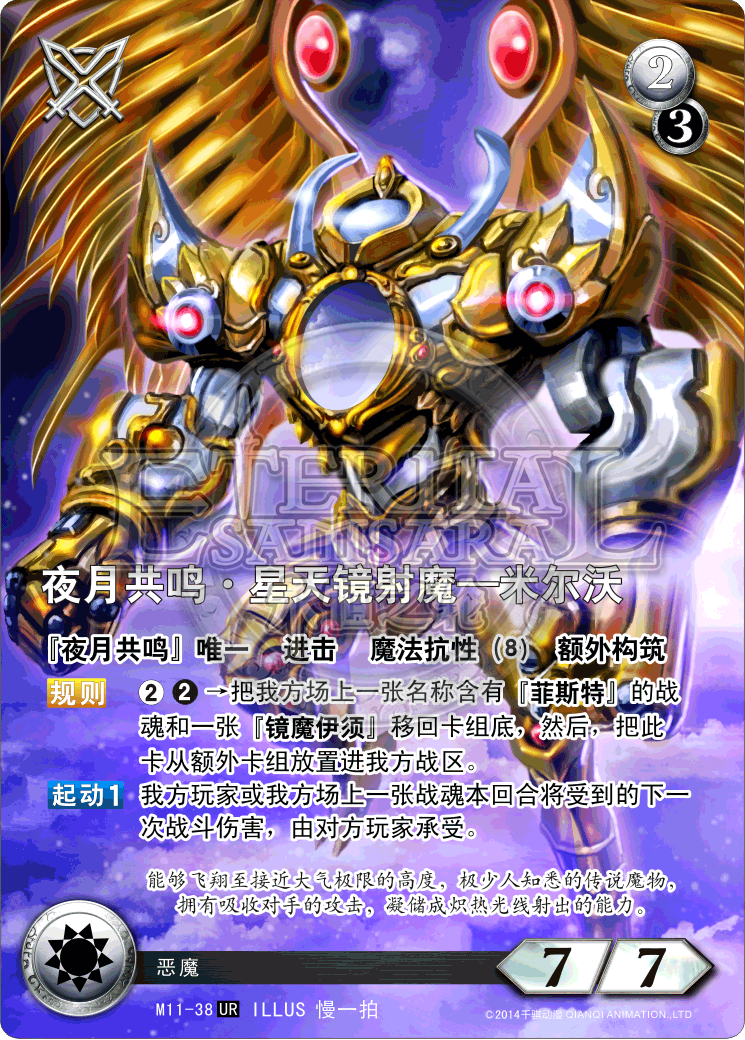 2
3
ETERNAL
SAMSARA
夜月共鸣·星天镜射魔—米尔沃
『夜月共鸣』唯一 进击 魔法抗性（8） 额外构筑
规则 ② ❷ →把我方场上一张名称含有『菲斯特』的战
魂和一张『镜魔伊须』移回卡组底，然后，把此
卡从额外卡组放置进我方战区。
起动1 我方玩家或我方场上一张战魂本回合将受到的下一
次战斗伤害，由对方玩家承受。
能够飞翔至接近大气极限的高度，极少人知悉的传说魔物，
拥有吸收对手的攻击，凝储成炽热光线射出的能力。
恶魔
7 7
M11-38 UR ILLUS 慢一拍
©2014千骐动漫 QIANQI ANIMATION.,LTD